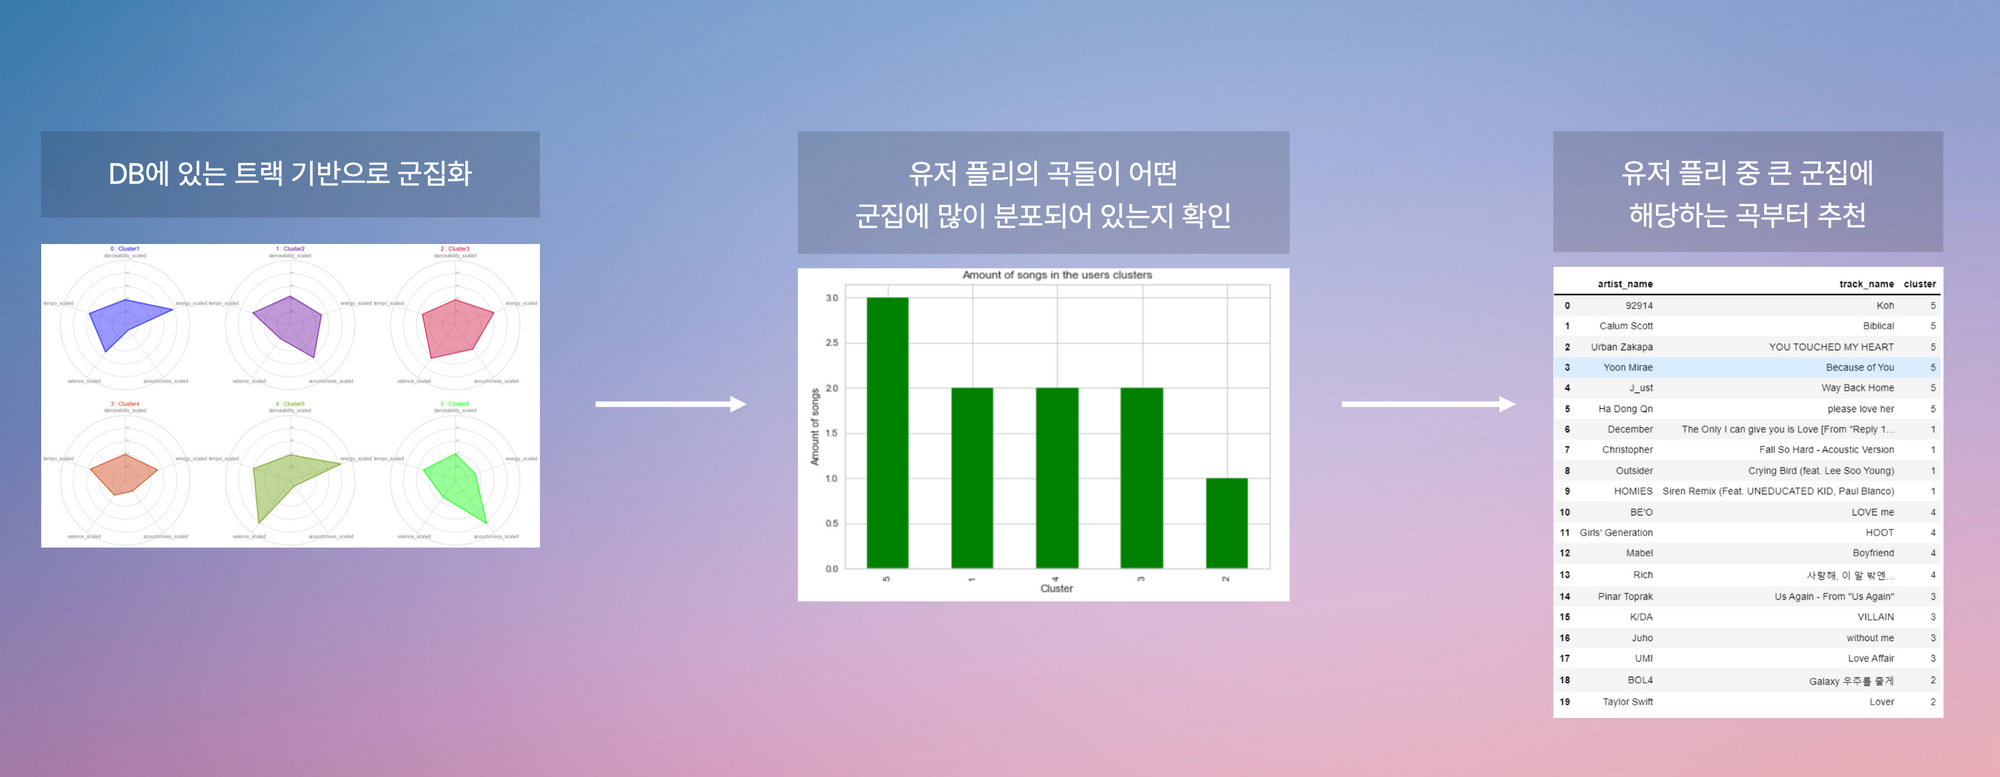 DB에 있는 트랙 기반으로 군집화
0 : Cluster1
danceability_scaled
energy_scaled
acousticness_scaled
valence_scaled
tempo_scaled
1 : Cluster2
danceability_scaled
energy_scaled
acousticness_scaled
valence_scaled
tempo_scaled
2 : Cluster3
danceability_scaled
energy_scaled
acousticness_scaled
valence_scaled
tempo_scaled
3 : Cluster4
danceability_scaled
energy_scaled
acousticness_scaled
valence_scaled
tempo_scaled
4 : Cluster5
danceability_scaled
energy_scaled
acousticness_scaled
valence_scaled
tempo_scaled
5 : Cluster6
danceability_scaled
energy_scaled
acousticness_scaled
valence_scaled
tempo_scaled
유저 플리의 곡들이 어떤
군집에 많이 분포되어 있는지 확인
Amount of songs in the users clusters
Amount of songs
3.0
2.5
2.0
1.5
1.0
0.5
0.0
5 1 4 3 2
Cluster
유저 플리 중 큰 군집에
해당하는 곡부터 추천
artist_name track_name cluster
0 92914 Koh 5
1 Calum Scott Biblical 5
2 Urban Zakapa YOU TOUCHED MY HEART 5
3 Yoon Mirae Because of You 5
4 J_ust Way Back Home 5
5 Ha Dong Qn please love her 5
6 December The Only I can give you is Love [From "Reply 1... 1
7 Christopher Fall So Hard - Acoustic Version 1
8 Outsider Crying Bird (feat. Lee Soo Young) 1
9 HOMIES Siren Remix (Feat. UNEDUCATED KID, Paul Blanco) 1
10 BE'O LOVE me 4
11 Girls' Generation HOOT 4
12 Mabel Boyfriend 4
13 Rich 사랑해, 이 말 밖엔... 4
14 Pinar Toprak Us Again - From "Us Again" 3
15 K/DA VILLAIN 3
16 Juho without me 3
17 UMI Love Affair 3
18 BOL4 Galaxy 우주를 줄게 2
19 Taylor Swift Lover 2